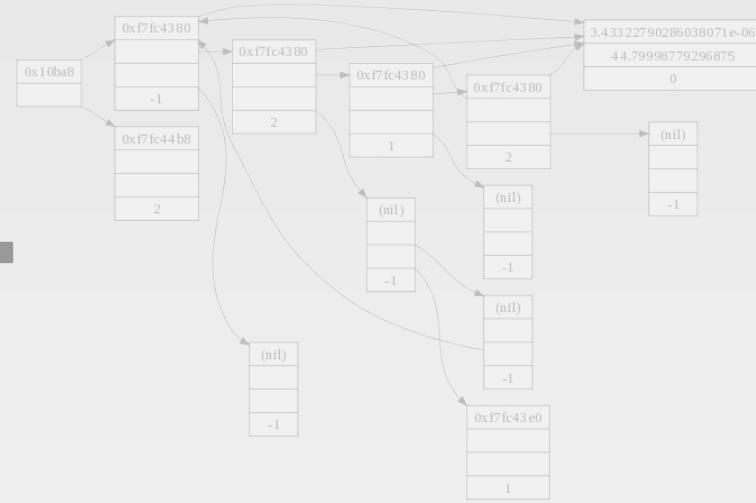 0x10ba8
0xf7fc4380
-1
0xf7fc44b8
2
0xf7fc4380
2
0xf7fc4380
1
0xf7fc4380
2
3.43322790286038071e-06
44.79998779296875
0
(nil)
-1
(nil)
-1
(nil)
-1
(nil)
-1
(nil)
-1
0xf7fc43e0
1